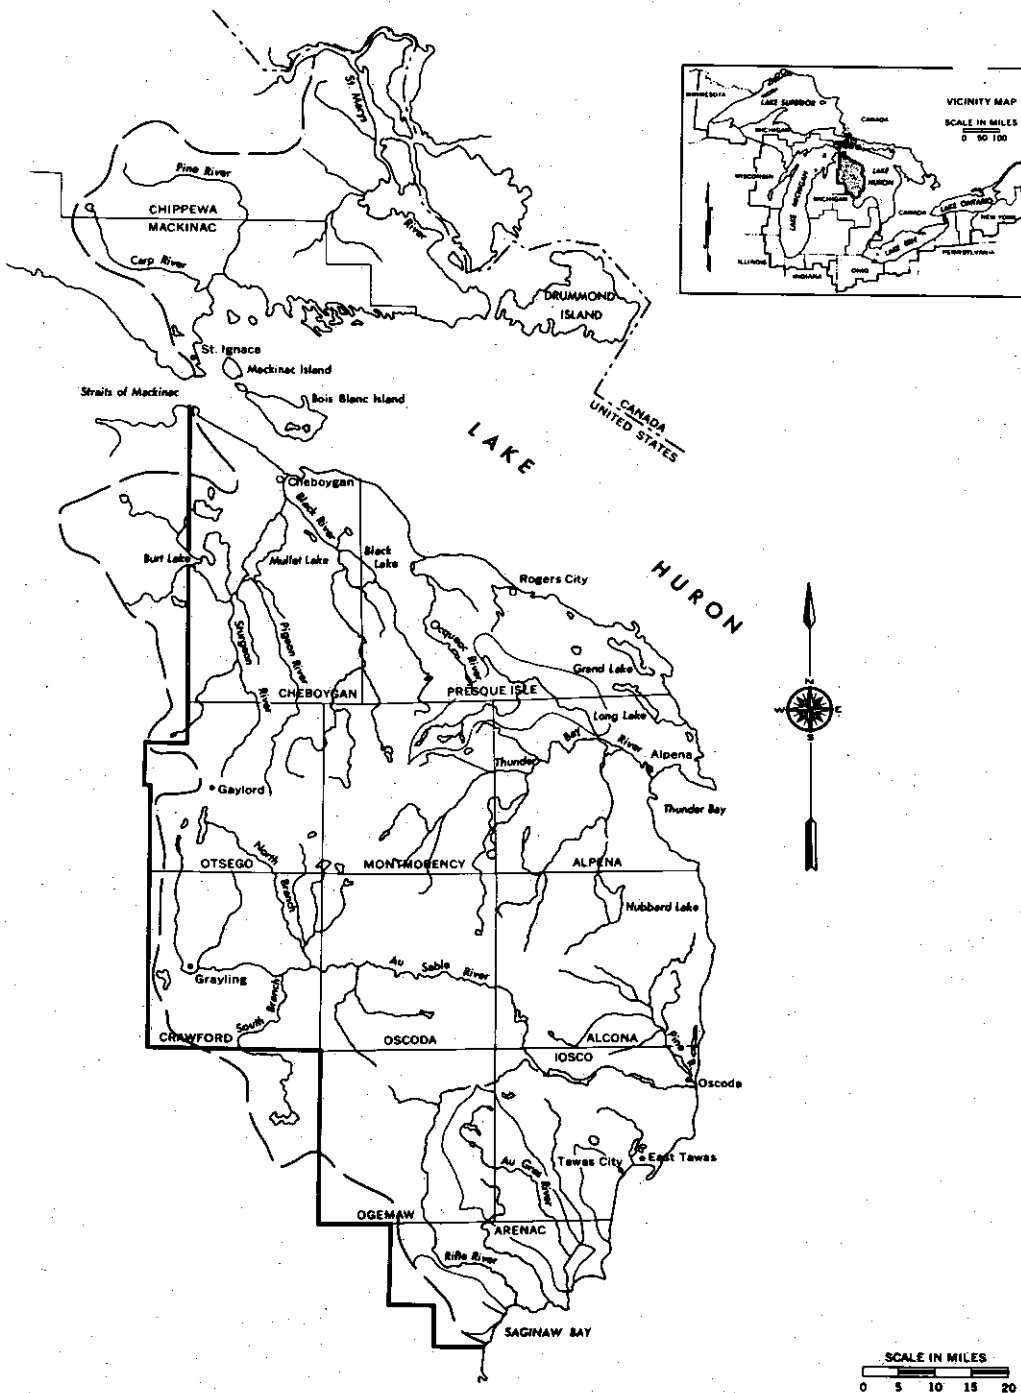 St. Marys
River
Pine River
CHIPPEWA
MACKINAC
Carp River
DRUMMOND
ISLAND
St. Ignace
Mackinac Island
Straits of Mackinac
Bois Blanc Island
CANADA
UNITED STATES
LAKE
HURON
VICINITY MAP
SCALE IN MILES
0 50 100
MINNESOTA
LAKE SUPERIOR
CANADA
MICHIGAN
WISCONSIN
LAKE MICHIGAN
MICHIGAN
LAKE HURON
CANADA
LAKE ONTARIO
NEW YORK
LAKE ERIE
PENNSYLVANIA
ILLINOIS
INDIANA
OHIO
Cheboygan
Black River
Burt Lake
Mullet Lake
Black
Lake
Rogers City
Ocqueoc River
Sturgeon
River
Pigeon River
Grand Lake
CHEBOYGAN
PRESQUE ISLE
Long Lake
Thunder Bay River
Alpena
Thunder Bay
Gaylord
N
W E
S
OTSEGO
North
Branch
MONTMORENCY
ALPENA
Hubbard Lake
Grayling
Au Sable River
South Branch
CRAWFORD
OSCODA
ALCONA
IOSCO
Pine
Oscoda
Au Gres River
Tawas City
East Tawas
OGEMAW
ARENAC
Rifle River
SAGINAW BAY
SCALE IN MILES
0 5 10 15 20